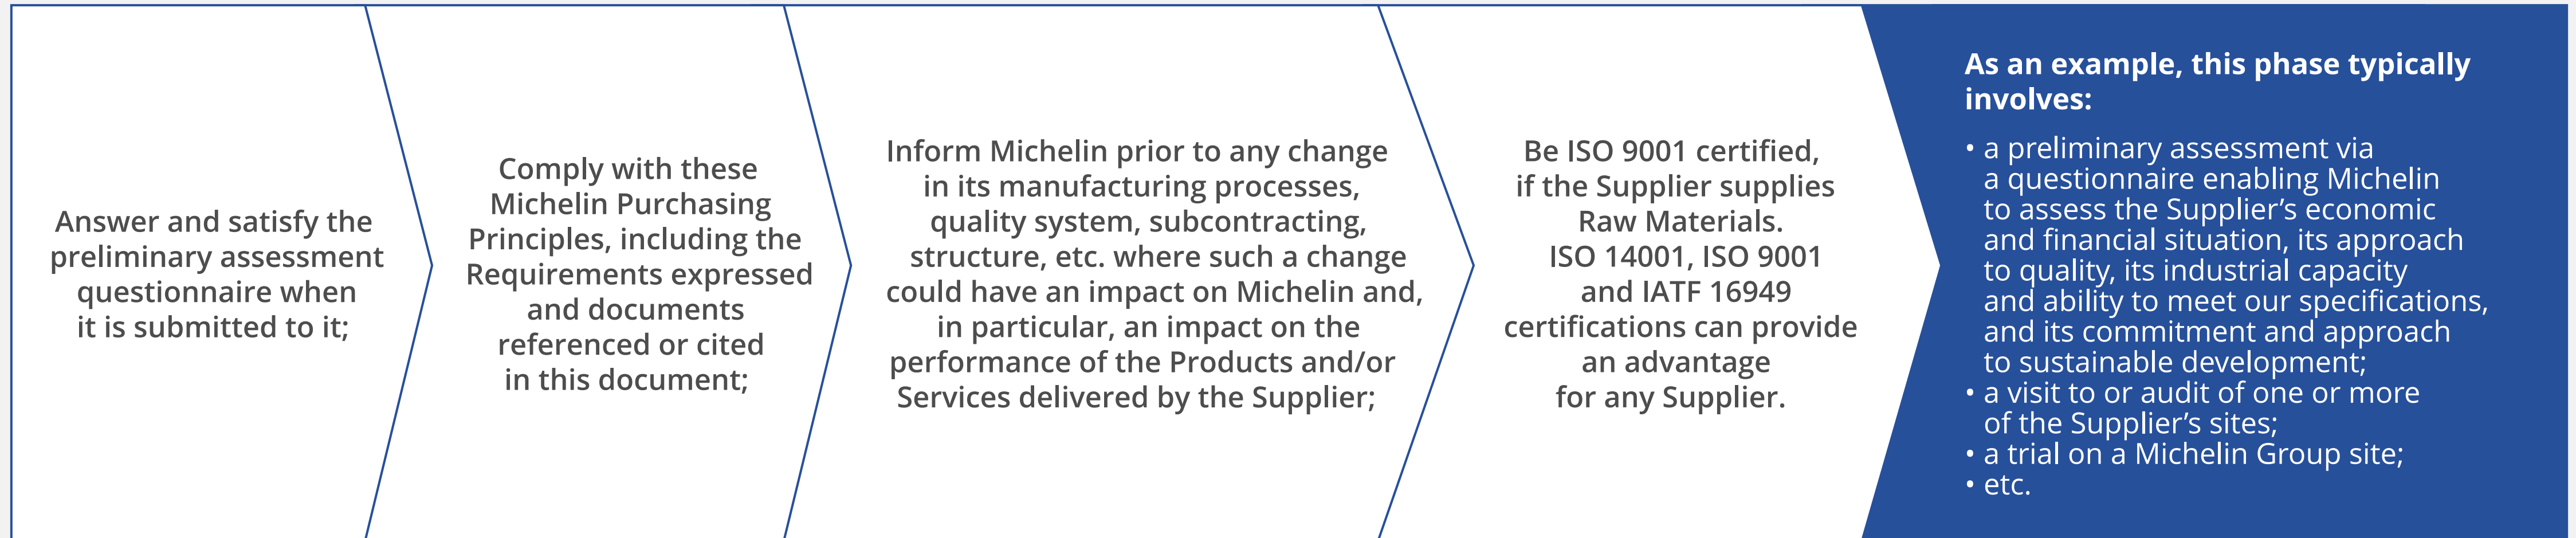 Answer and satisfy the
preliminary assessment
questionnaire when
it is submitted to it;
Comply with these
Michelin Purchasing
Principles, including the
Requirements expressed
and documents
referenced or cited
in this document;
Inform Michelin prior to any change
in its manufacturing processes,
quality system, subcontracting,
structure, etc. where such a change
could have an impact on Michelin and,
in particular, an impact on the
performance of the Products and/or
Services delivered by the Supplier;
Be ISO 9001 certified,
if the Supplier supplies
Raw Materials.
ISO 14001, ISO 9001
and IATF 16949
certifications can provide
an advantage
for any Supplier.
As an example, this phase typically
involves:
• a preliminary assessment via
a questionnaire enabling Michelin
to assess the Supplier’s economic
and financial situation, its approach
to quality, its industrial capacity
and ability to meet our specifications,
and its commitment and approach
to sustainable development;
• a visit to or audit of one or more
of the Supplier’s sites;
• a trial on a Michelin Group site;
• etc.